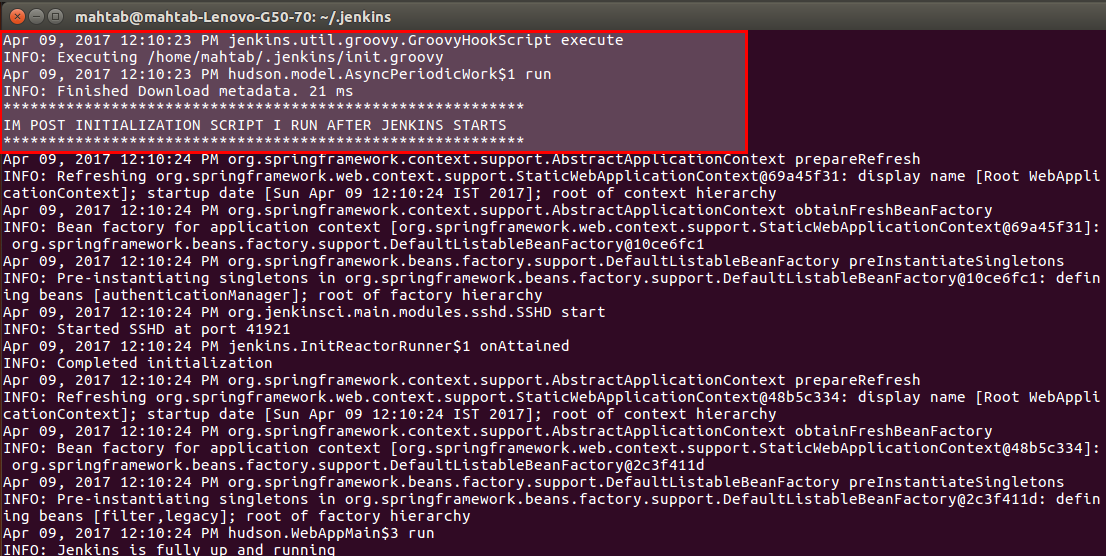 mahtab@mahtab-Lenovo-G50-70: ~/.jenkins
Apr 09, 2017 12:10:23 PM jenkins.util.groovy.GroovyHookScript execute
INFO: Executing /home/mahtab/.jenkins/init.groovy
Apr 09, 2017 12:10:23 PM hudson.model.AsyncPeriodicWork$1 run
INFO: Finished Download metadata. 21 ms
**********************************************************
IM POST INITIALIZATION SCRIPT I RUN AFTER JENKINS STARTS
**********************************************************
Apr 09, 2017 12:10:24 PM org.springframework.context.support.AbstractApplicationContext prepareRefresh
INFO: Refreshing org.springframework.web.context.support.StaticWebApplicationContext@69a45f31: display name [Root WebAppli
cationContext]; startup date [Sun Apr 09 12:10:24 IST 2017]; root of context hierarchy
Apr 09, 2017 12:10:24 PM org.springframework.context.support.AbstractApplicationContext obtainFreshBeanFactory
INFO: Bean factory for application context [org.springframework.web.context.support.StaticWebApplicationContext@69a45f31]:
 org.springframework.beans.factory.support.DefaultListableBeanFactory@10ce6fc1
Apr 09, 2017 12:10:24 PM org.springframework.beans.factory.support.DefaultListableBeanFactory preInstantiateSingletons
INFO: Pre-instantiating singletons in org.springframework.beans.factory.support.DefaultListableBeanFactory@10ce6fc1: defin
ing beans [authenticationManager]; root of factory hierarchy
Apr 09, 2017 12:10:24 PM org.jenkinsci.main.modules.sshd.SSHD start
INFO: Started SSHD at port 41921
Apr 09, 2017 12:10:24 PM jenkins.InitReactorRunner$1 onAttained
INFO: Completed initialization
Apr 09, 2017 12:10:24 PM org.springframework.context.support.AbstractApplicationContext prepareRefresh
INFO: Refreshing org.springframework.web.context.support.StaticWebApplicationContext@48b5c334: display name [Root WebAppli
cationContext]; startup date [Sun Apr 09 12:10:24 IST 2017]; root of context hierarchy
Apr 09, 2017 12:10:24 PM org.springframework.context.support.AbstractApplicationContext obtainFreshBeanFactory
INFO: Bean factory for application context [org.springframework.web.context.support.StaticWebApplicationContext@48b5c334]:
 org.springframework.beans.factory.support.DefaultListableBeanFactory@2c3f411d
Apr 09, 2017 12:10:24 PM org.springframework.beans.factory.support.DefaultListableBeanFactory preInstantiateSingletons
INFO: Pre-instantiating singletons in org.springframework.beans.factory.support.DefaultListableBeanFactory@2c3f411d: defin
ing beans [filter,legacy]; root of factory hierarchy
Apr 09, 2017 12:10:24 PM hudson.WebAppMain$3 run
INFO: Jenkins is fully up and running